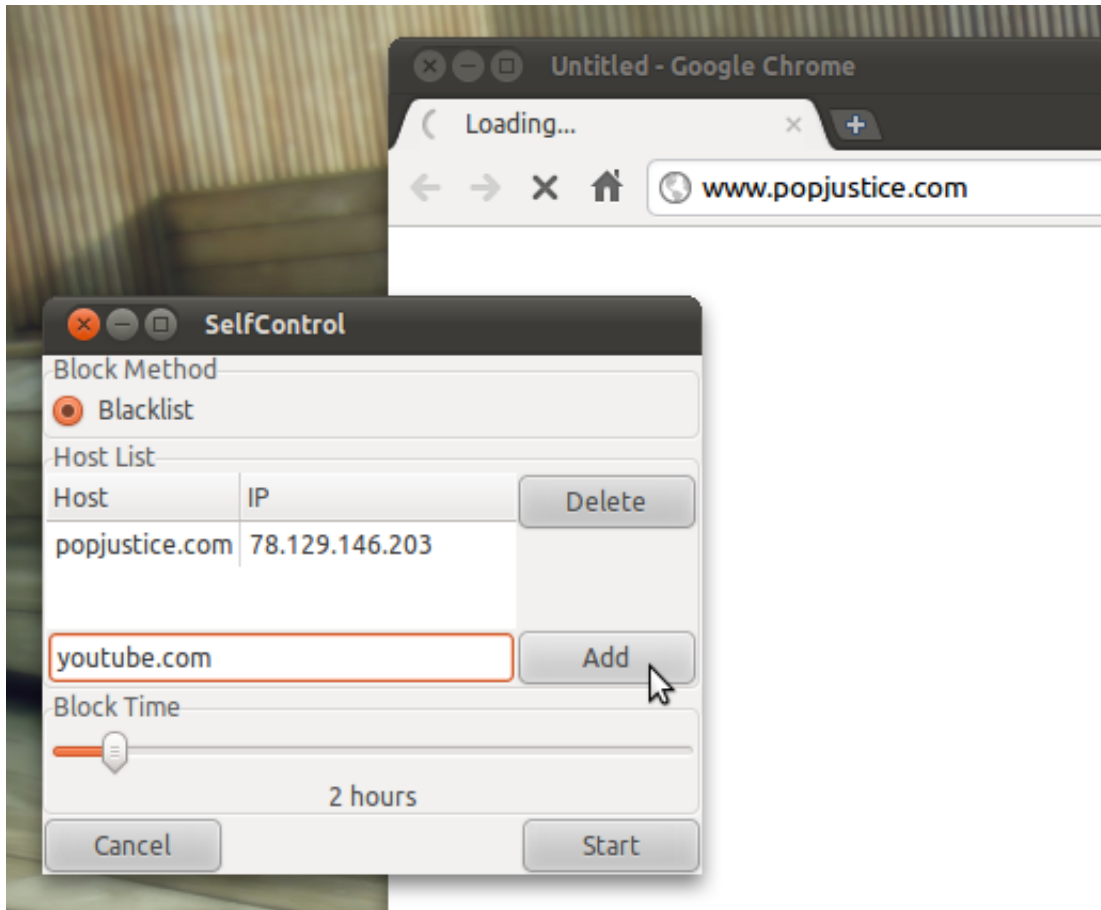 Untitled - Google Chrome
Loading...
www.popjustice.com
SelfControl
Block Method
Blacklist
Host List
Host IP
Delete
popjustice.com 78.129.146.203
youtube.com
Add
Block Time
2 hours
Cancel
Start